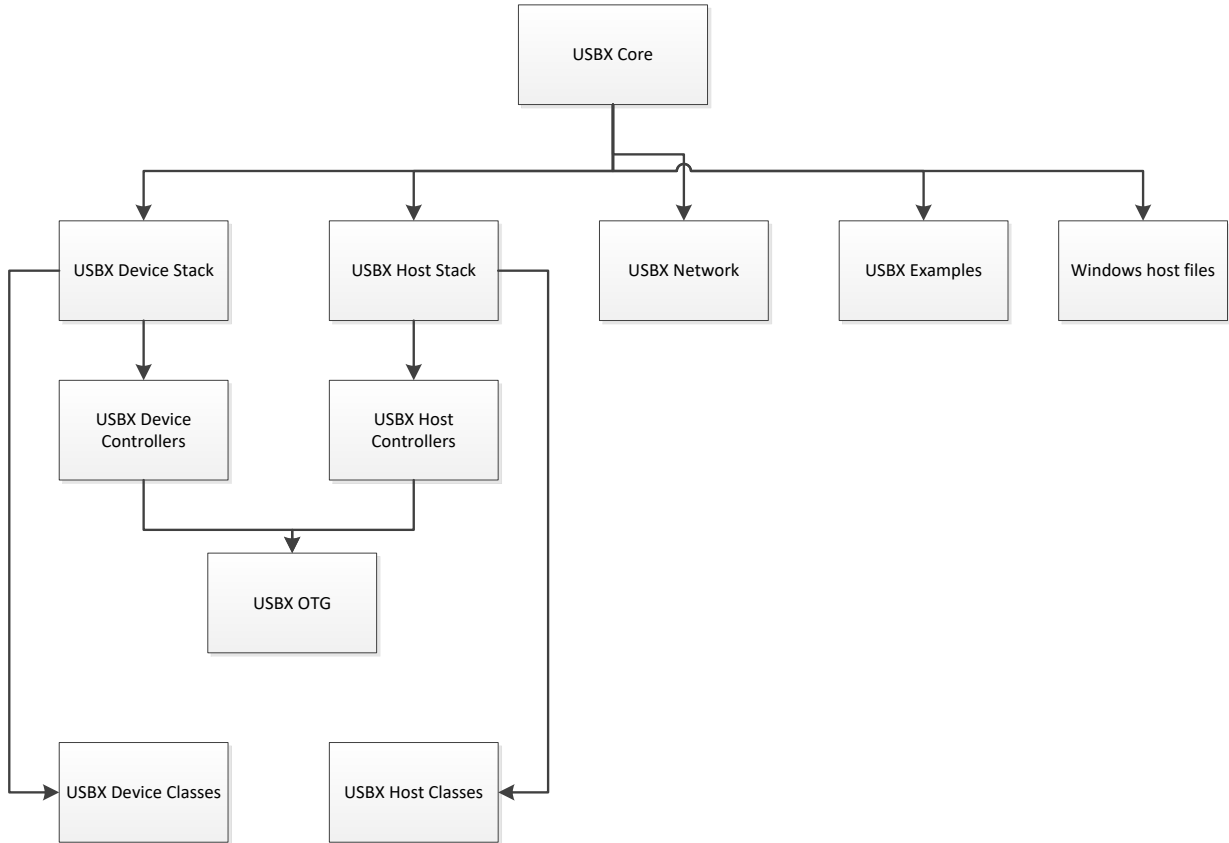 USBX Core
USBX Device Stack
USBX Host Stack
USBX Network
USBX Examples
Windows host files
USBX Device
Controllers
USBX Host
Controllers
USBX OTG
USBX Device Classes
USBX Host Classes